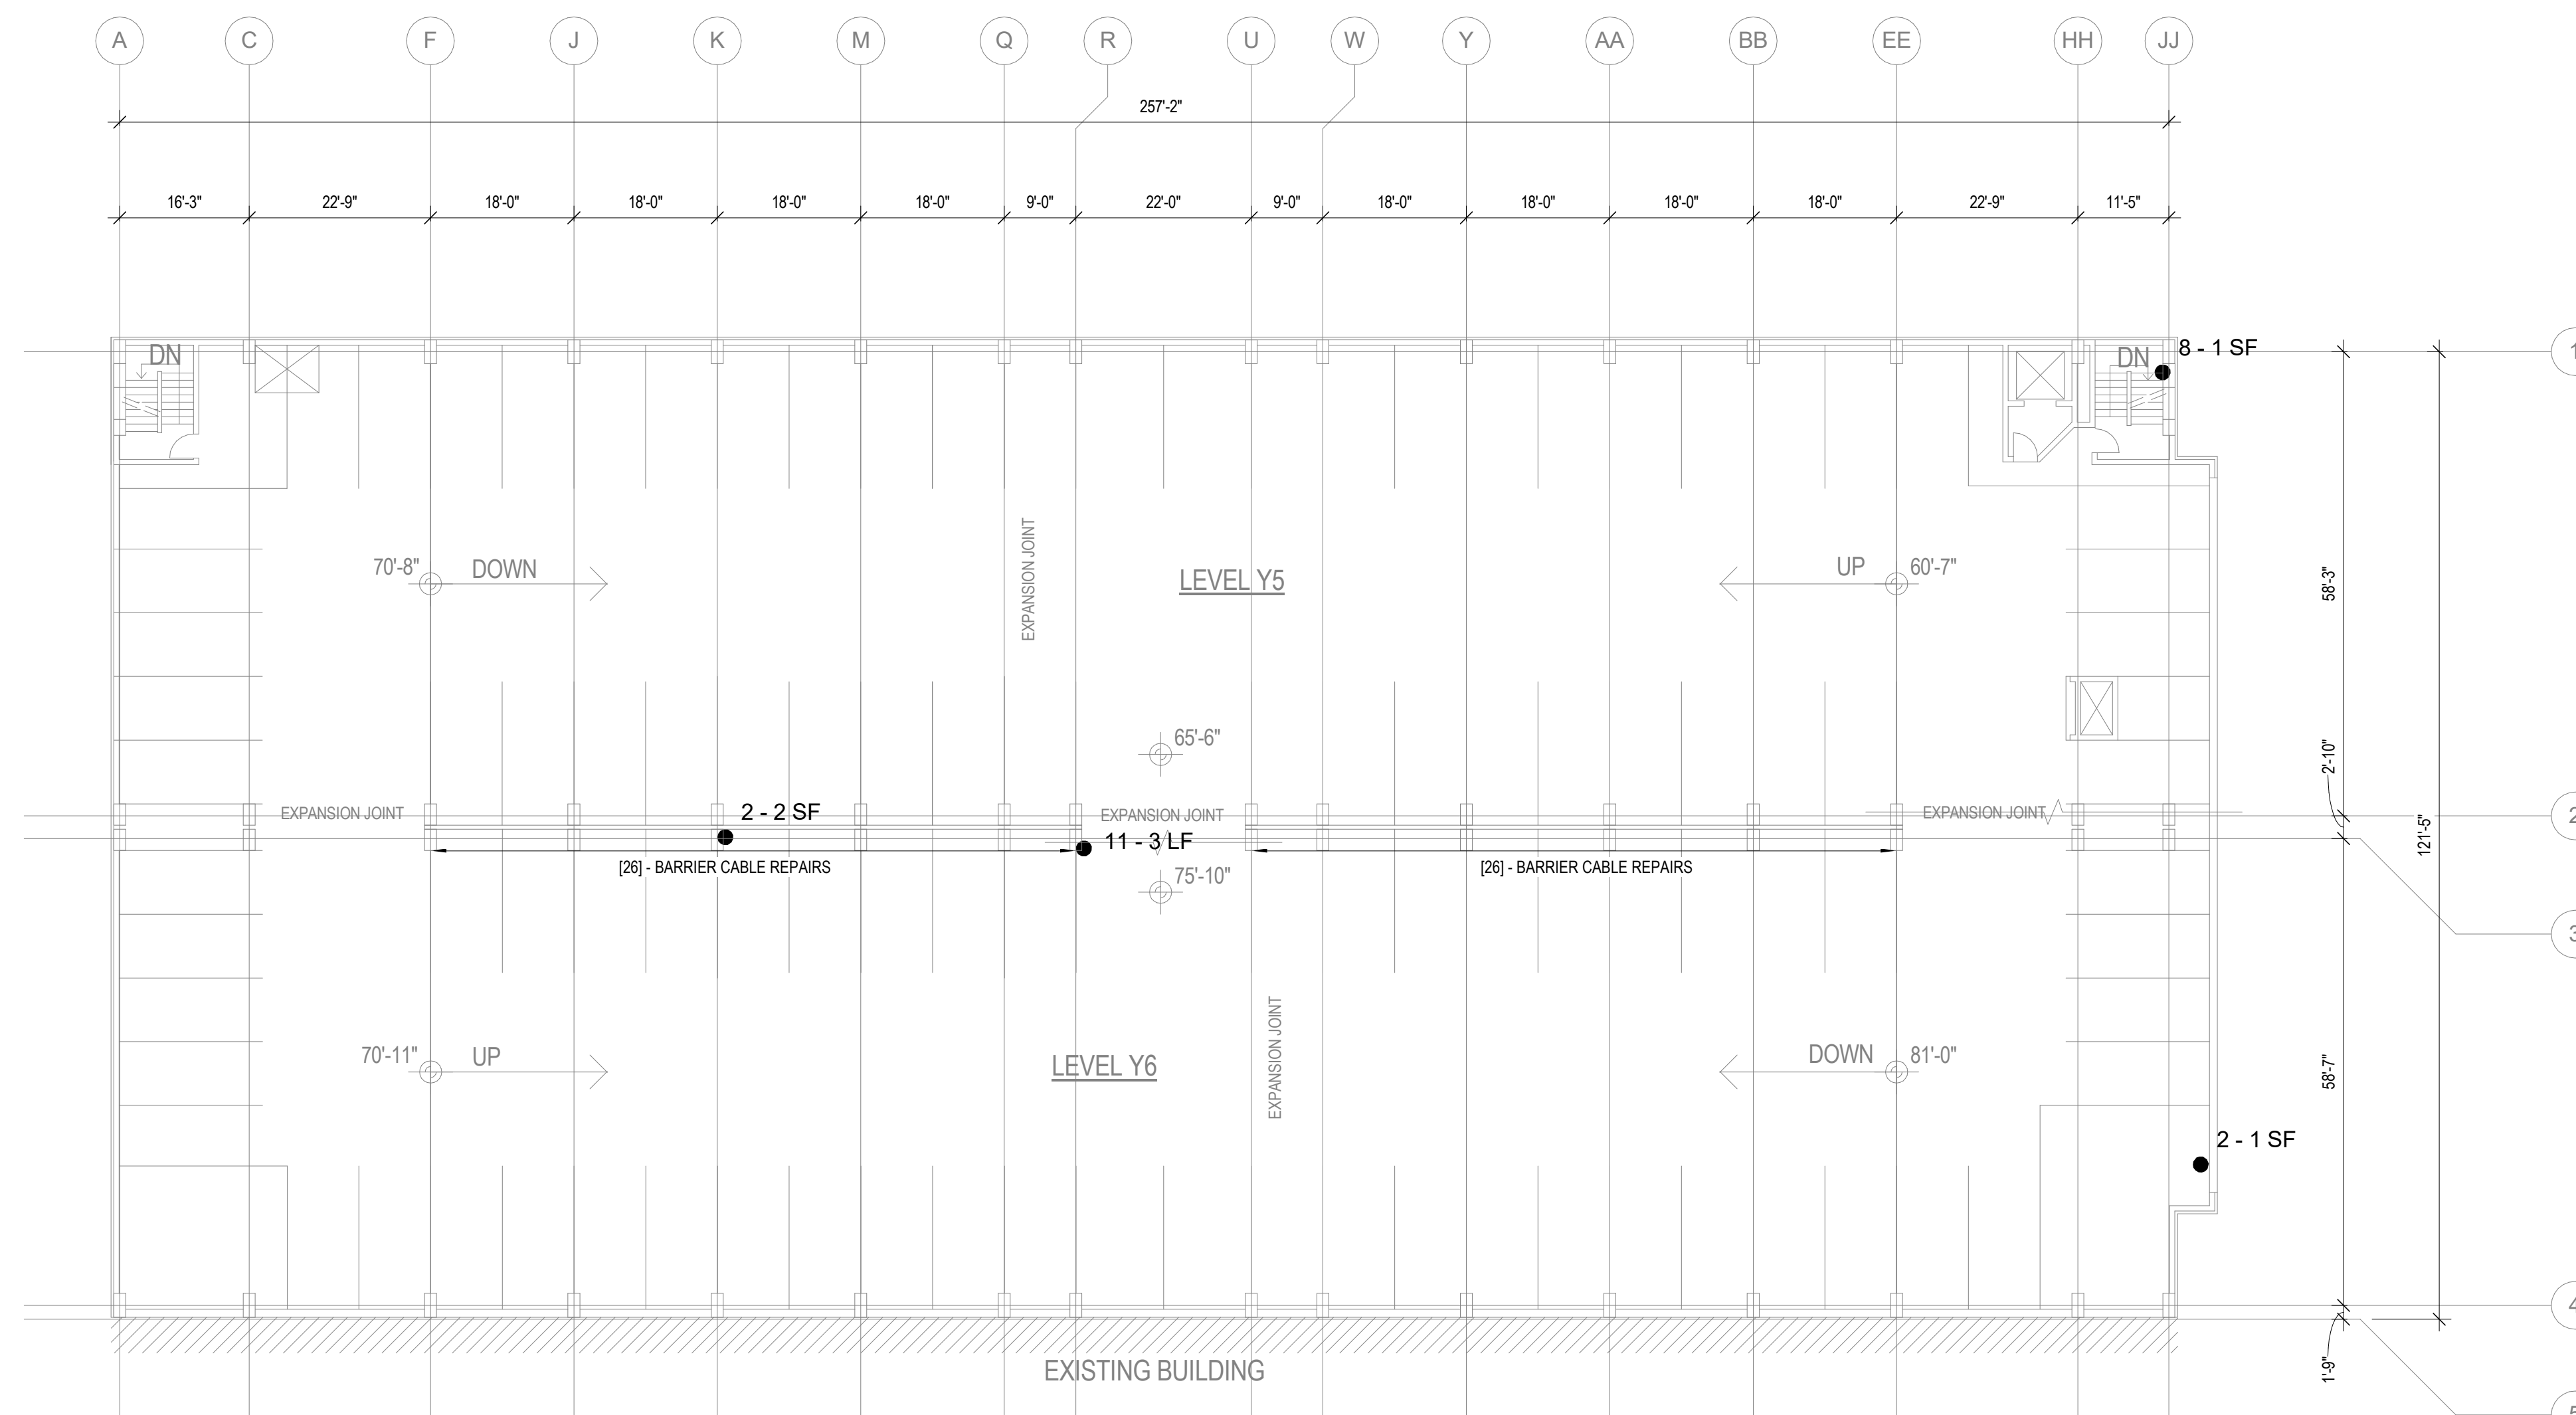 A C F J K M Q R U W Y AA BB EE HH JJ
257'-2"
16'-3" 22'-9" 18'-0" 18'-0" 18'-0" 18'-0" 9'-0" 22'-0" 9'-0" 18'-0" 18'-0" 18'-0" 18'-0" 22'-9" 11'-5"
DN
DN
8 - 1 SF
1
EXPANSION JOINT
70'-8"
DOWN
LEVEL Y5
UP
60'-7"
58'-3"
65'-6"
2'-10"
EXPANSION JOINT
2 - 2 SF
EXPANSION JOINT
EXPANSION JOINT
2
121'-5"
11 - 3 LF
[26] - BARRIER CABLE REPAIRS
[26] - BARRIER CABLE REPAIRS
75'-10"
3
70'-11"
UP
LEVEL Y6
EXPANSION JOINT
DOWN
81'-0"
58'-7"
2 - 1 SF
4
1'-9"
EXISTING BUILDING